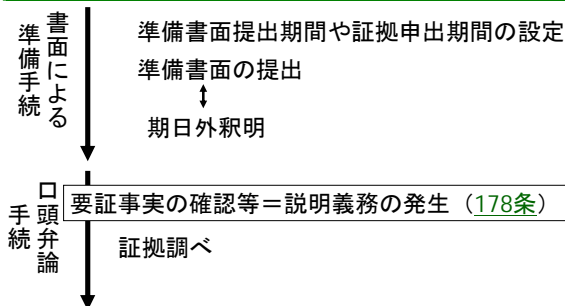 書面による
準備手続
準備書面提出期間や証拠申出期間の設定
準備書面の提出
期日外釈明
口頭弁論
手続
要証事実の確認等＝説明義務の発生（178条）
証拠調べ